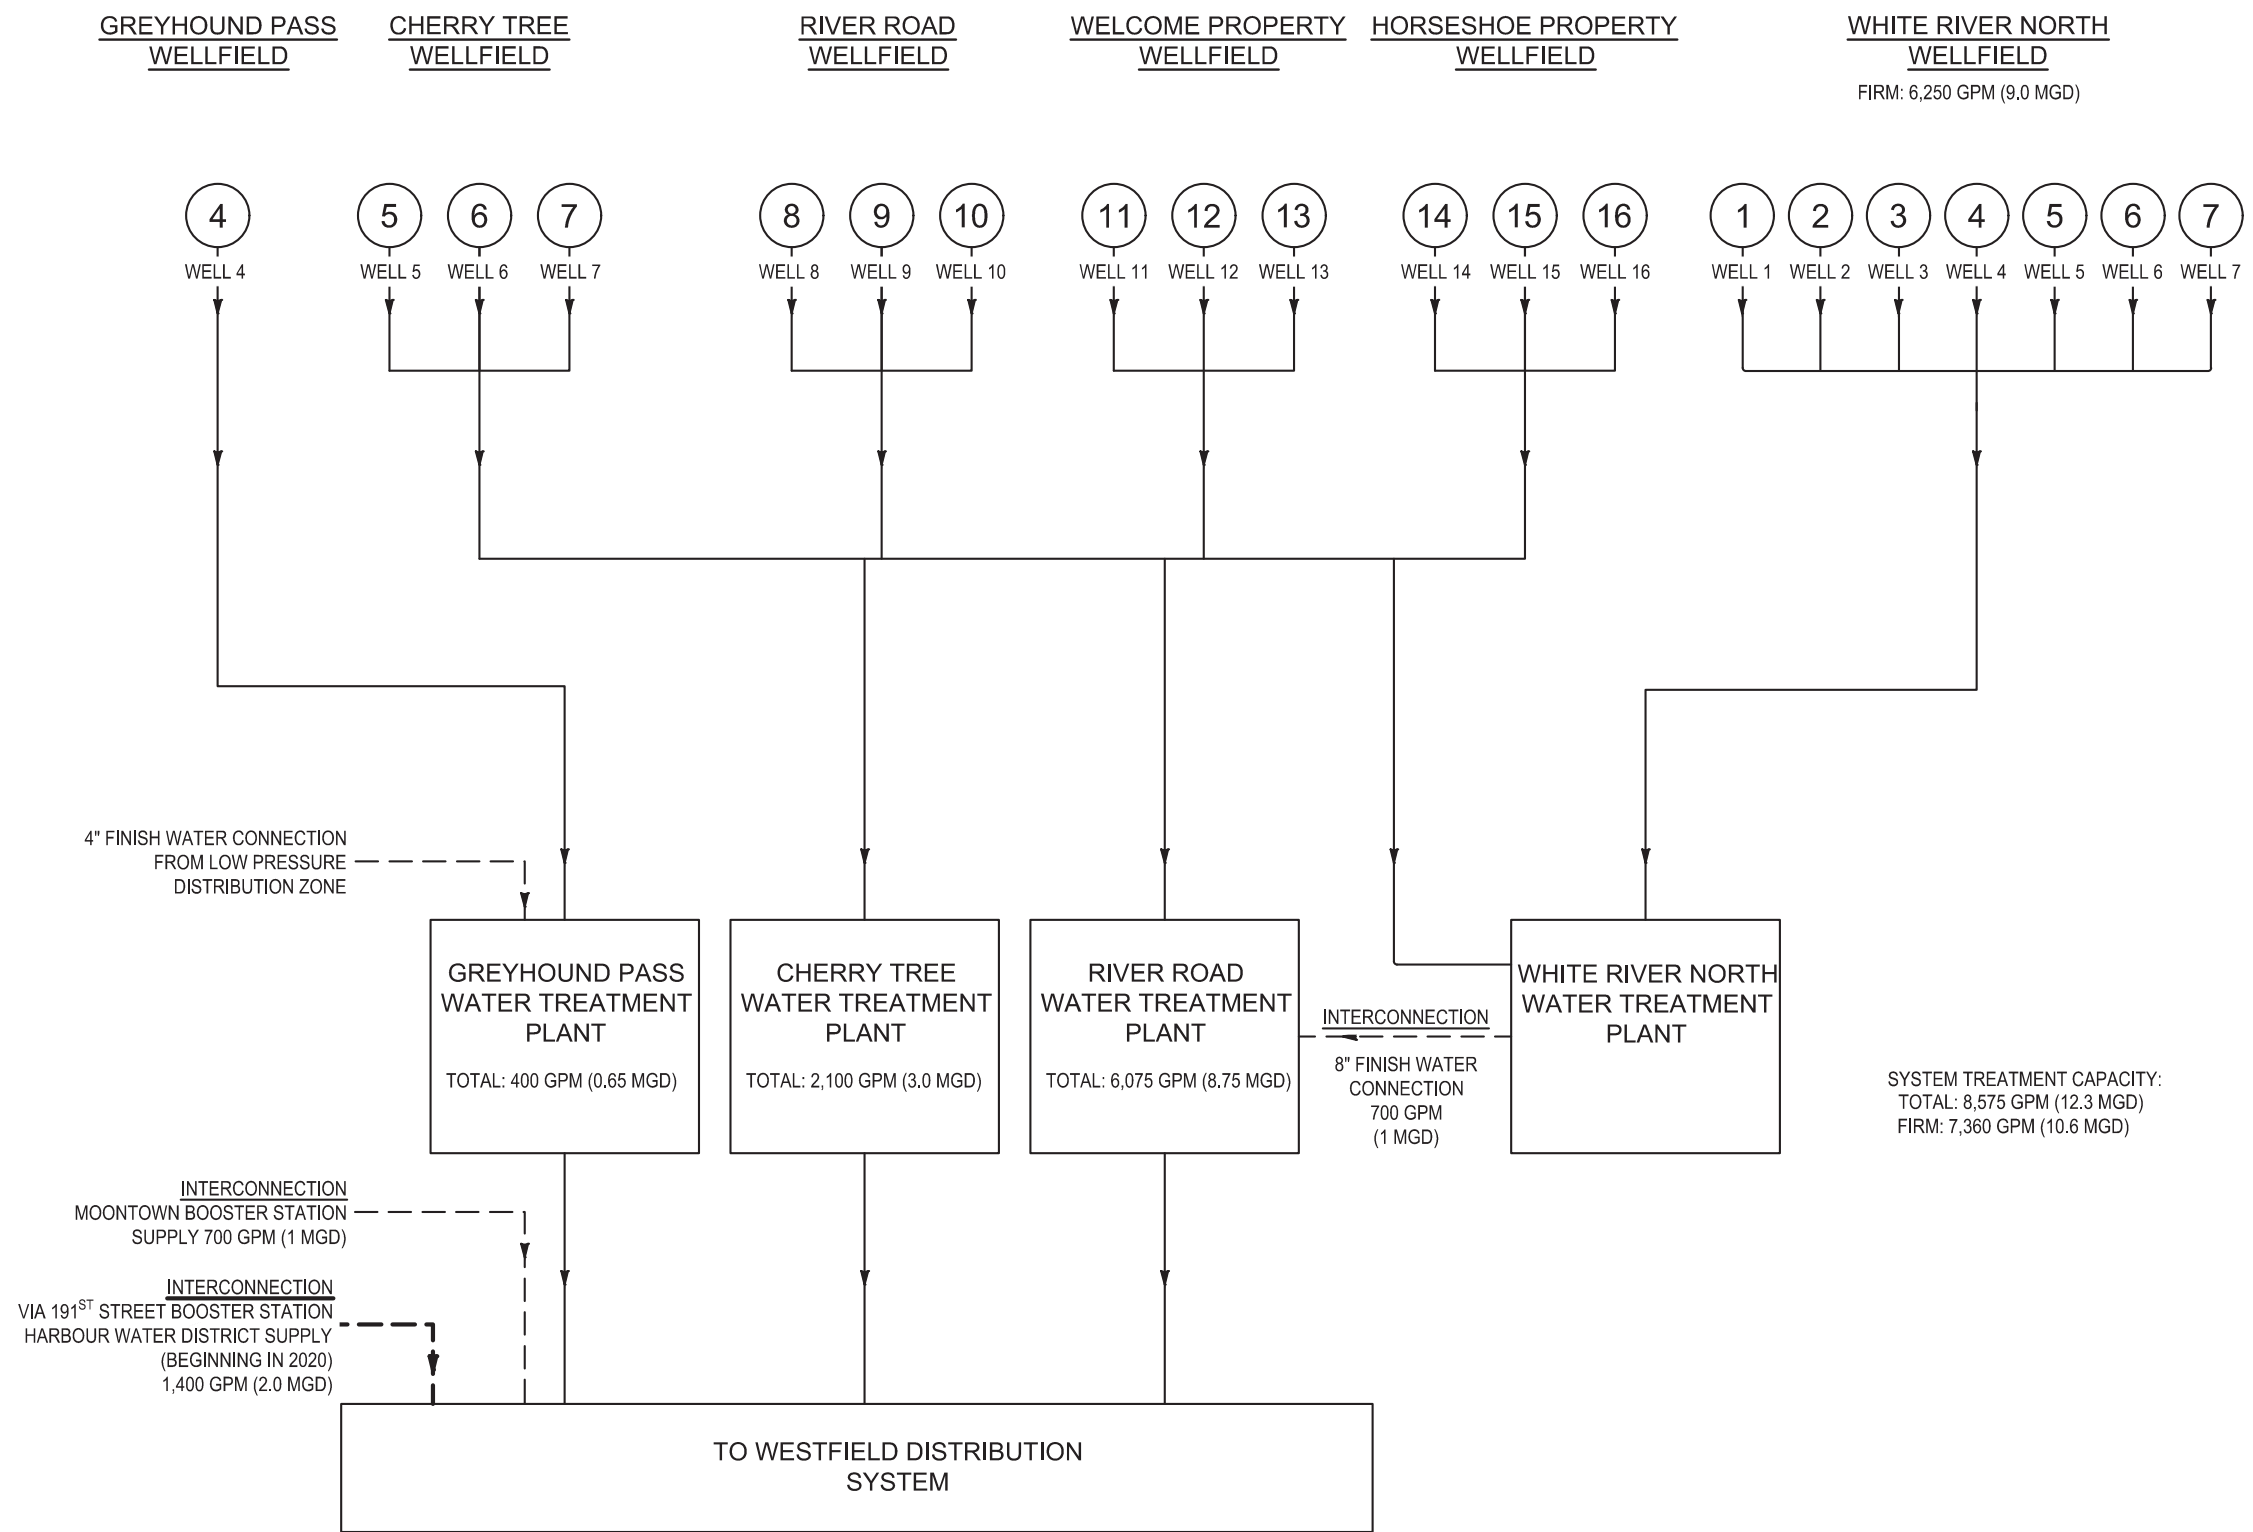 GREYHOUND PASS
WELLFIELD
CHERRY TREE
WELLFIELD
RIVER ROAD
WELLFIELD
WELCOME PROPERTY
WELLFIELD
HORSESHOE PROPERTY
WELLFIELD
WHITE RIVER NORTH
WELLFIELD
FIRM: 6,250 GPM (9.0 MGD)
4
5
6
7
8
9
10
11
12
13
14
15
16
1
2
3
4
5
6
7
WELL 4
WELL 5
WELL 6
WELL 7
WELL 8
WELL 9
WELL 10
WELL 11
WELL 12
WELL 13
WELL 14
WELL 15
WELL 16
WELL 1
WELL 2
WELL 3
WELL 4
WELL 5
WELL 6
WELL 7
4" FINISH WATER CONNECTION
FROM LOW PRESSURE
DISTRIBUTION ZONE
GREYHOUND PASS
WATER TREATMENT
PLANT
TOTAL: 400 GPM (0.65 MGD)
CHERRY TREE
WATER TREATMENT
PLANT
TOTAL: 2,100 GPM (3.0 MGD)
RIVER ROAD
WATER TREATMENT
PLANT
TOTAL: 6,075 GPM (8.75 MGD)
INTERCONNECTION
8" FINISH WATER
CONNECTION
700 GPM
(1 MGD)
WHITE RIVER NORTH
WATER TREATMENT
PLANT
SYSTEM TREATMENT CAPACITY:
TOTAL: 8,575 GPM (12.3 MGD)
FIRM: 7,360 GPM (10.6 MGD)
INTERCONNECTION
MOONTOWN BOOSTER STATION
SUPPLY 700 GPM (1 MGD)
INTERCONNECTION
VIA 191ST STREET BOOSTER STATION
HARBOUR WATER DISTRICT SUPPLY
(BEGINNING IN 2020)
1,400 GPM (2.0 MGD)
TO WESTFIELD DISTRIBUTION
SYSTEM